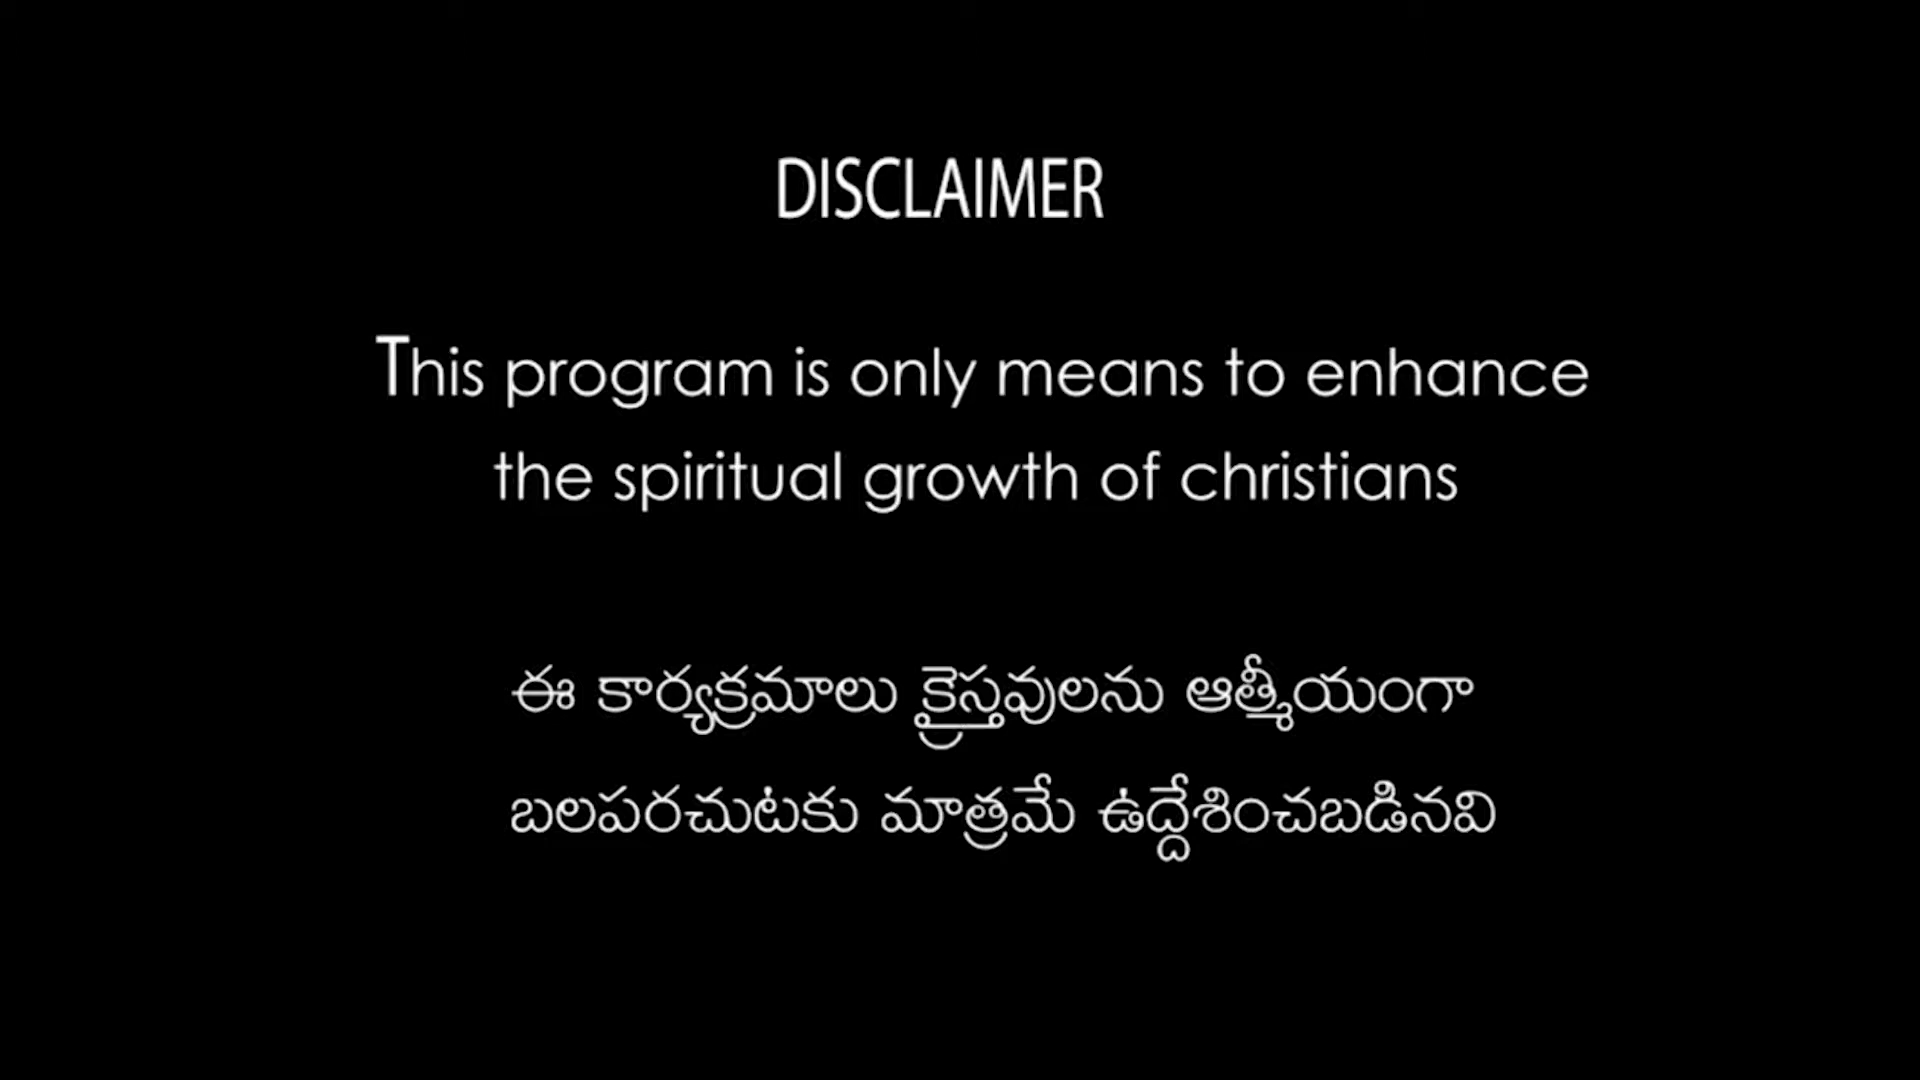 DISCLAIMER
This program is only means to enhance
the spiritual growth of christians
ఈ కార్యక్రమాలు క్రైస్తవులను ఆత్మీయంగా
బలపరచుటకు మాత్రమే ఉద్దేశించబడినవి